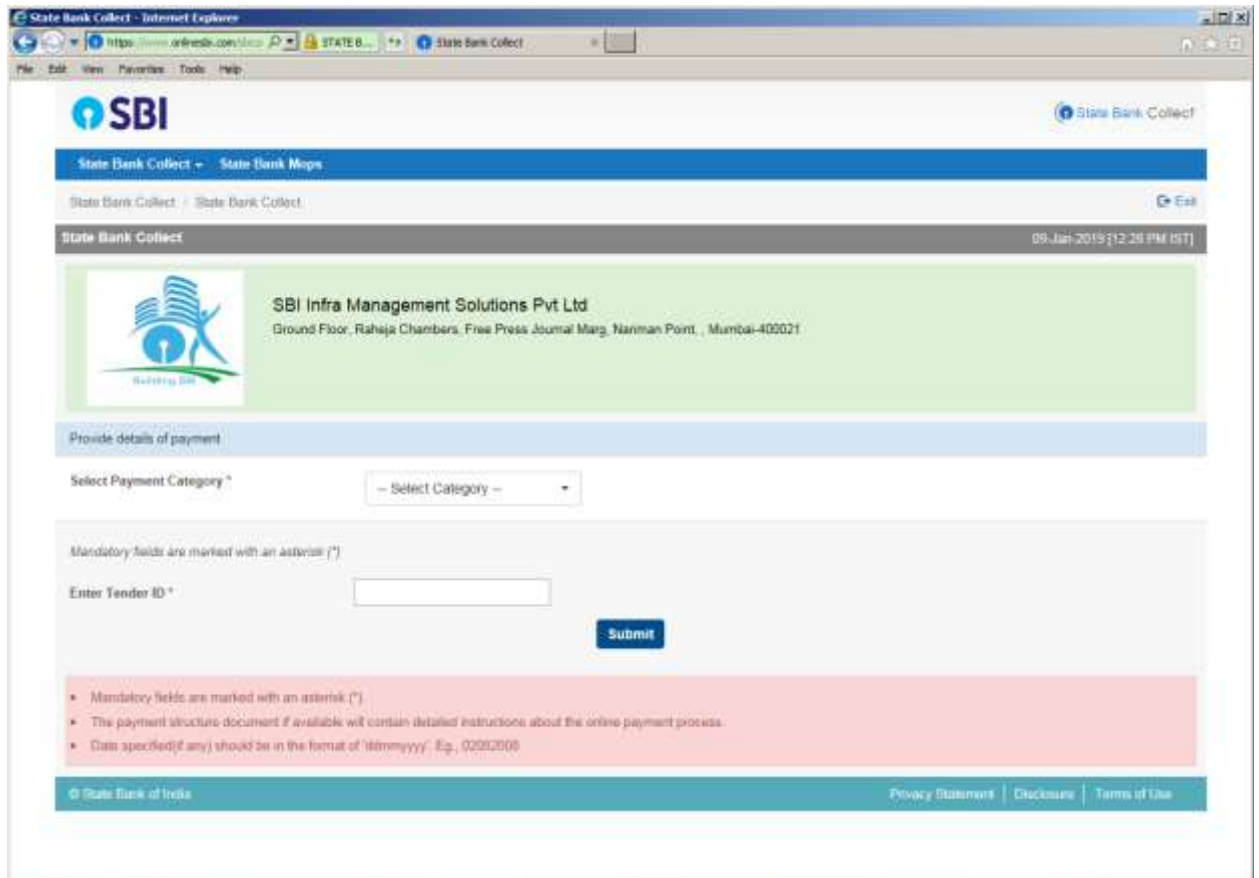 State Bank Collect - Internet Explorer
STATE B... State Bank Collect
File Edit View Favorites Tools Help
SBI
State Bank Collect
State Bank Collect State Bank Mops
State Bank Collect / State Bank Collect
Exit
State Bank Collect
09-Jan-2019 [12:28 PM IST]
SBI Infra Management Solutions Pvt Ltd
Ground Floor, Raheja Chambers, Free Press Journal Marg, Nariman Point, , Mumbai-400021
Building SBI
Provide details of payment
Select Payment Category *
-- Select Category --
Mandatory fields are marked with an asterisk (*)
Enter Tender ID *
Submit
Mandatory fields are marked with an asterisk (*)
The payment structure document if available will contain detailed instructions about the online payment process.
Date specified(if any) should be in the format of 'ddmmyyyy'. Eg., 02082008
© State Bank of India
Privacy Statement | Disclosure | Terms of Use